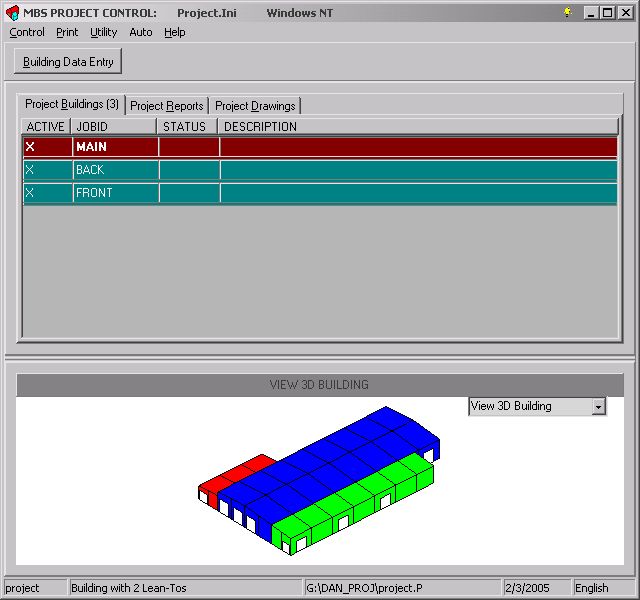 MBS PROJECT CONTROL: Project.Ini Windows NT
Control Print Utility Auto Help
Building Data Entry
Project Buildings (3) Project Reports Project Drawings
ACTIVE JOBID STATUS DESCRIPTION
X MAIN
X BACK
X FRONT
VIEW 3D BUILDING
View 3D Building
project Building with 2 Lean-Tos G:\DAN_PROJ\project.P 2/3/2005 English